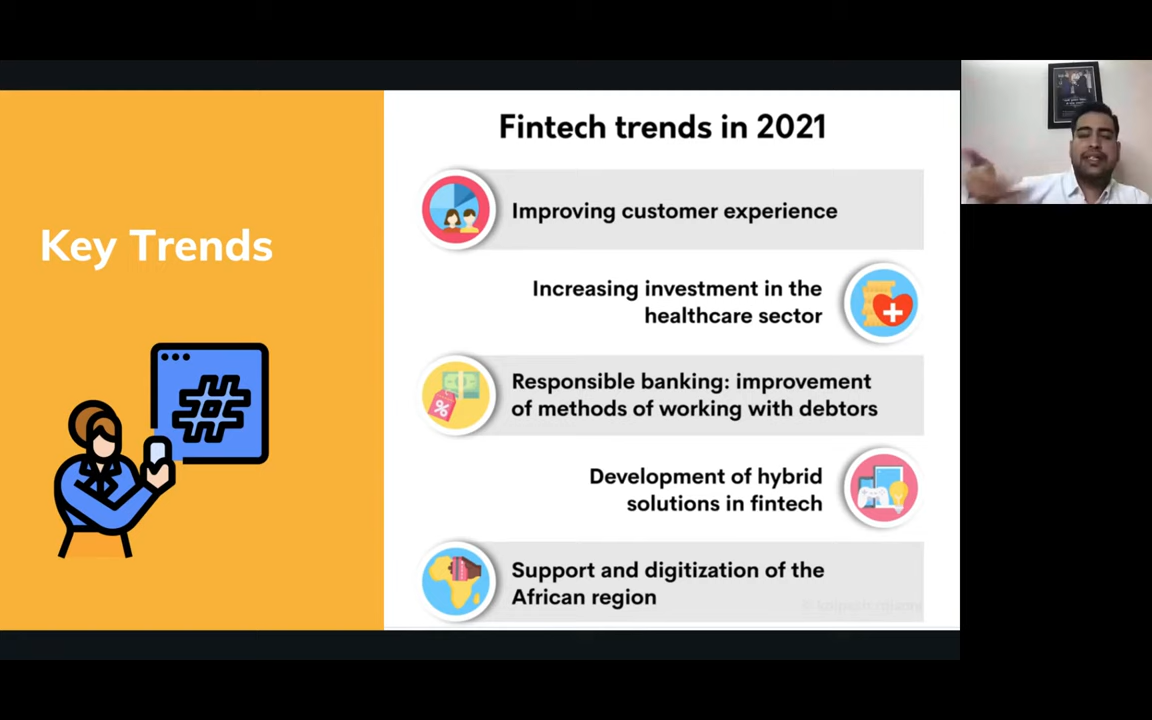 Key Trends
Fintech trends in 2021
Improving customer experience
Increasing investment in the
healthcare sector
Responsible banking: improvement
of methods of working with debtors
%
Development of hybrid
solutions in fintech
Support and digitization of the
African region